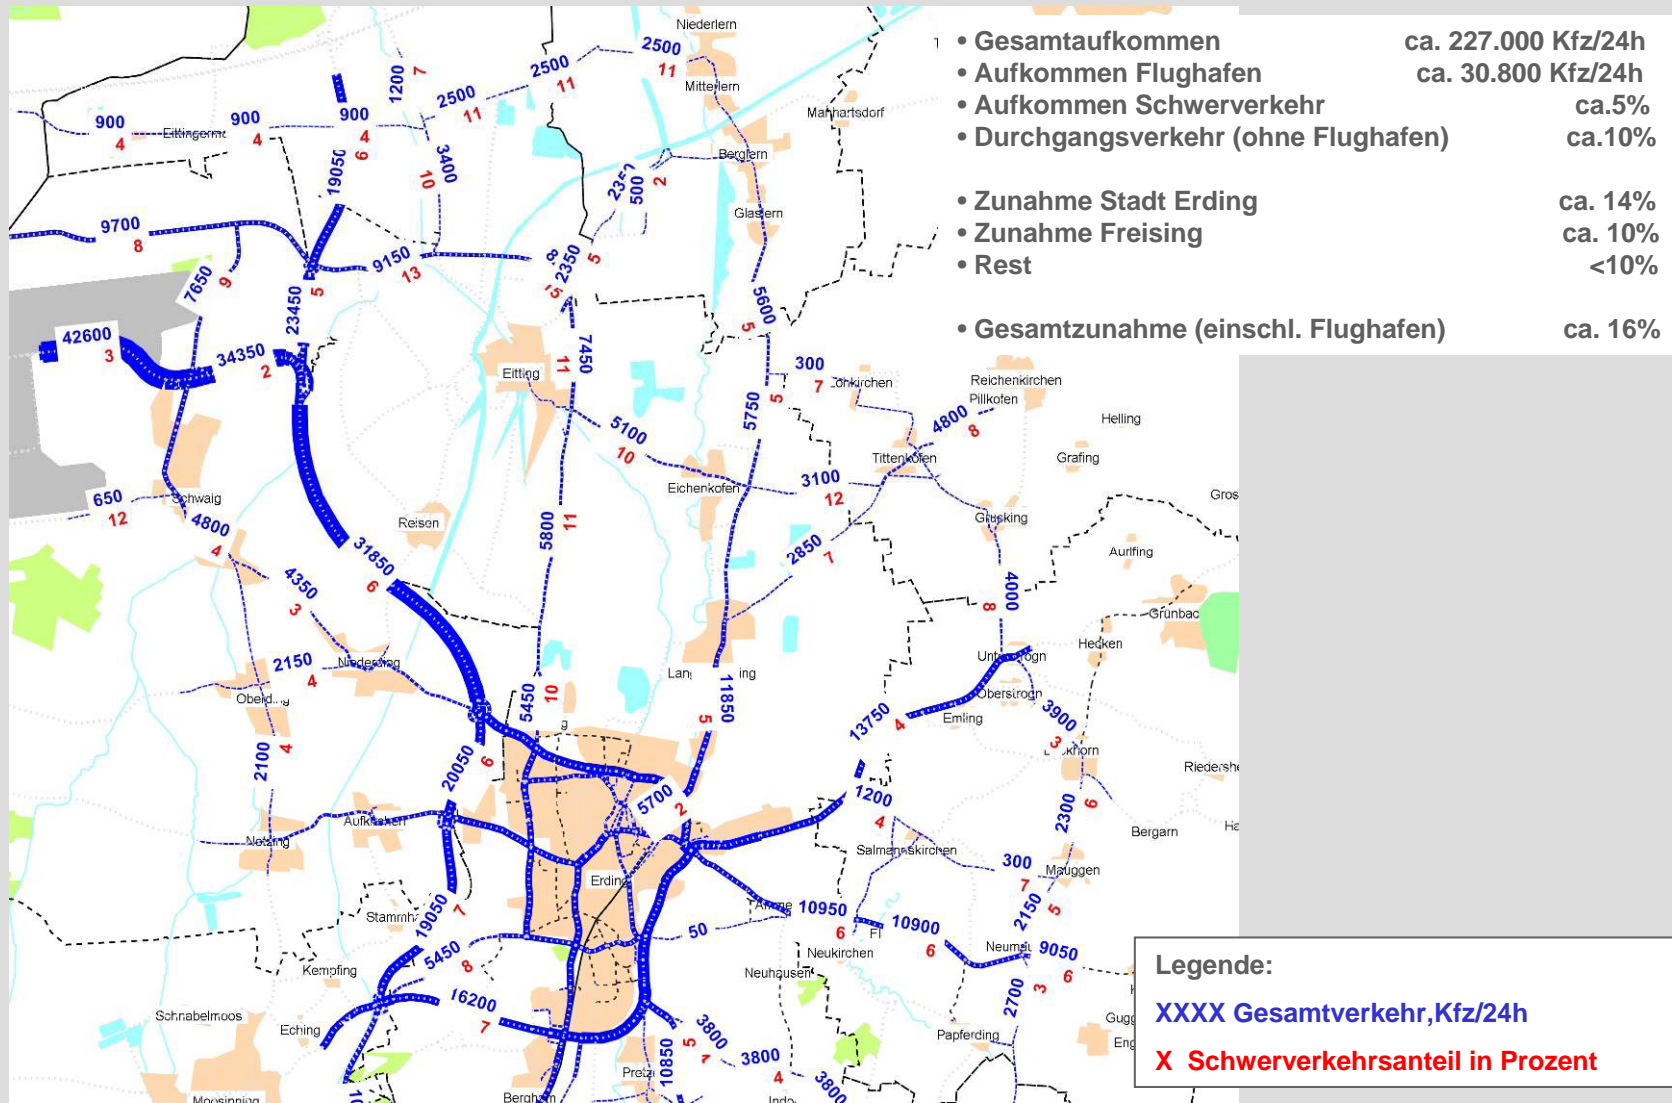 • Gesamtaufkommen ca. 227.000 Kfz/24h
• Aufkommen Flughafen ca. 30.800 Kfz/24h
• Aufkommen Schwerverkehr ca.5%
• Durchgangsverkehr (ohne Flughafen) ca.10%
• Zunahme Stadt Erding ca. 14%
• Zunahme Freising ca. 10%
• Rest <10%
• Gesamtzunahme (einschl. Flughafen) ca. 16%
Niederlern
2500
11
2500
11
2500
11
1200
7
Mitterlern
Manhartsdorf
900
4
900
4
900
4
6
19050
3400
10
2350
500
2
Berglern
Glaslern
9700
8
7650
9
23450
5
9150
13
2350
5
15
5600
5
42600
3
34350
2
7450
11
Eitting
300
7
Reichenkirchen
Pillkofen
5750
5
4800
8
Helling
5100
10
Tittenkofen
Grafing
650
12
Schwaig
4800
4
Eichenkofen
3100
12
Reisen
5800
11
Grucking
31850
6
2850
7
Aurlfing
4350
3
4000
8
2150
4
Niederding
Hecken
5450
10
11850
5
Oberstrogn
Emling
13750
4
3900
3
2100
4
20050
6
5700
2
1200
4
2300
6
Bergarn
Aufkirchen
Notzing
Salmannskirchen
300
7
Mauggen
Erding
19050
7
10950
6
10900
6
2150
5
50
5450
8
Neukirchen
9050
6
Kempfing
Neuhausen
16200
7
2700
3
Schnabelmoos
Eching
3800
5
3800
4
3800
10850
Papferding
Moosinning
Bergham
Legende:
XXXX Gesamtverkehr,Kfz/24h
X Schwerverkehrsanteil in Prozent